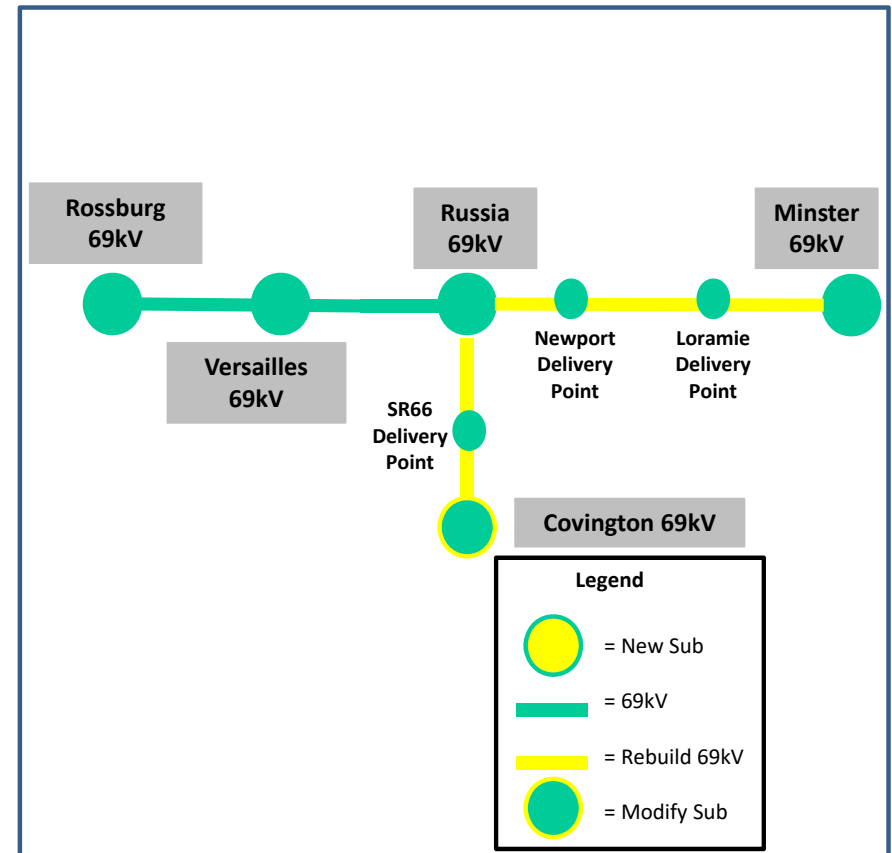 Rossburg
69kV
Russia
69kV
Minster
69kV
Versailles
69kV
Newport
Delivery
Point
Loramie
Delivery
Point
SR66
Delivery
Point
Covington 69kV
Legend
= New Sub
= 69kV
= Rebuild 69kV
= Modify Sub